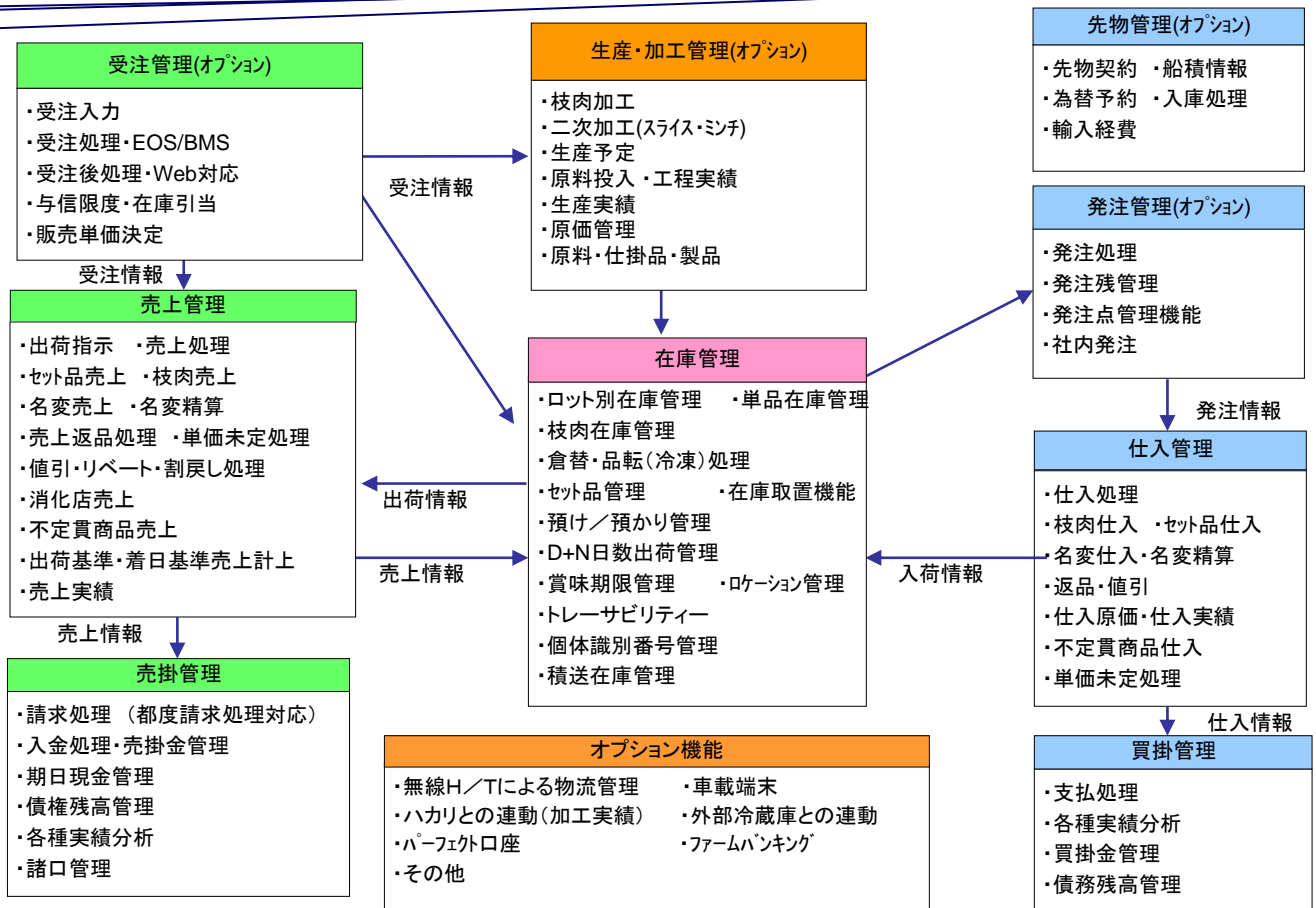 受注管理(ｵﾌﾟｼｮﾝ)
・受注入力
・受注処理・EOS/BMS
・受注後処理・Web対応
・与信限度・在庫引当
・販売単価決定
受注情報
受注情報
売上管理
・出荷指示　・売上処理
・ｾｯﾄ品売上　・枝肉売上
・名変売上　・名変精算
・売上返品処理　・単価未定処理
・値引・リベート・割戻し処理
・消化店売上
・不定貫商品売上
・出荷基準・着日基準売上計上
・売上実績
売上情報
売掛管理
・請求処理　（都度請求処理対応）
・入金処理・売掛金管理
・期日現金管理
・債権残高管理
・各種実績分析
・諸口管理
生産・加工管理(ｵﾌﾟｼｮﾝ)
・枝肉加工
・二次加工(ｽﾗｲｽ・ﾐﾝﾁ)
・生産予定
・原料投入　・工程実績
・生産実績
・原価管理
・原料・仕掛品・製品
在庫管理
・ロット別在庫管理　・単品在庫管理
・枝肉在庫管理
・倉替・品転（冷凍）処理
・ｾｯﾄ品管理　・在庫取置機能
・預け／預かり管理
・D+N日数出荷管理
・賞味期限管理　・ﾛｹｰｼｮﾝ管理
・トレーサビリティー
・個体識別番号管理
・積送在庫管理
出荷情報
売上情報
入荷情報
オプション機能
・無線H／Tによる物流管理　・車載端末
・ハカリとの連動（加工実績）　・外部冷蔵庫との連動
・ﾊﾟｰﾌｪｸﾄ口座　・ﾌｧｰﾑﾊﾞﾝｷﾝｸﾞ
・その他
先物管理(ｵﾌﾟｼｮﾝ)
・先物契約　・船積情報
・為替予約　・入庫処理
・輸入経費
発注管理(ｵﾌﾟｼｮﾝ)
・発注処理
・発注残管理
・発注点管理機能
・社内発注
発注情報
仕入管理
・仕入処理
・枝肉仕入　・ｾｯﾄ品仕入
・名変仕入・名変精算
・返品・値引
・仕入原価・仕入実績
・不定貫商品仕入
・単価未定処理
仕入情報
買掛管理
・支払処理
・各種実績分析
・買掛金管理
・債務残高管理